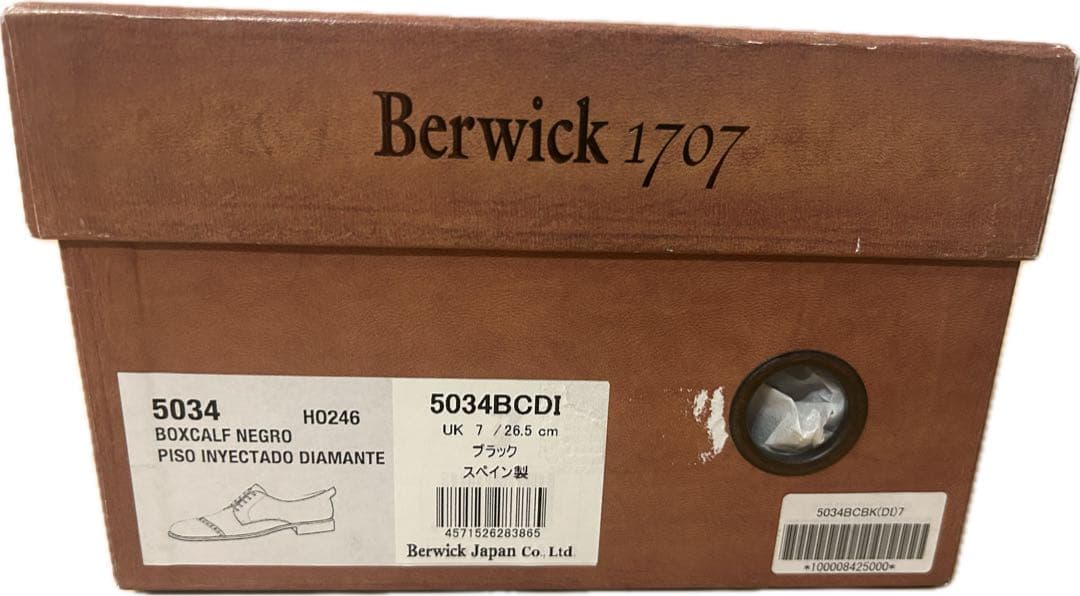 Berwick 1707
5034 HO246
BOXCALF NEGRO
PISO INYECTADO DIAMANTE
5034BCDI
UK 7 / 26.5 cm
ブラック
スペイン製
4571526283865
Berwick Japan Co., Ltd.
5034BCBK(DI)7
*100008425000*